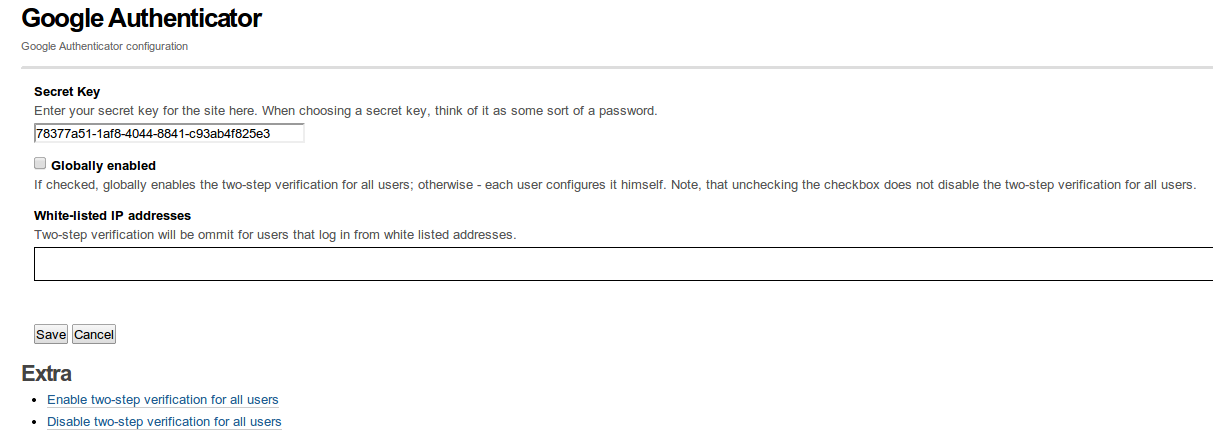 Google Authenticator
Google Authenticator configuration
Secret Key
Enter your secret key for the site here. When choosing a secret key, think of it as some sort of a password.
78377a51-1af8-4044-8841-c93ab4f825e3
Globally enabled
If checked, globally enables the two-step verification for all users; otherwise - each user configures it himself. Note, that unchecking the checkbox does not disable the two-step verification for all users.
White-listed IP addresses
Two-step verification will be ommit for users that log in from white listed addresses.
Save Cancel
Extra
Enable two-step verification for all users
Disable two-step verification for all users